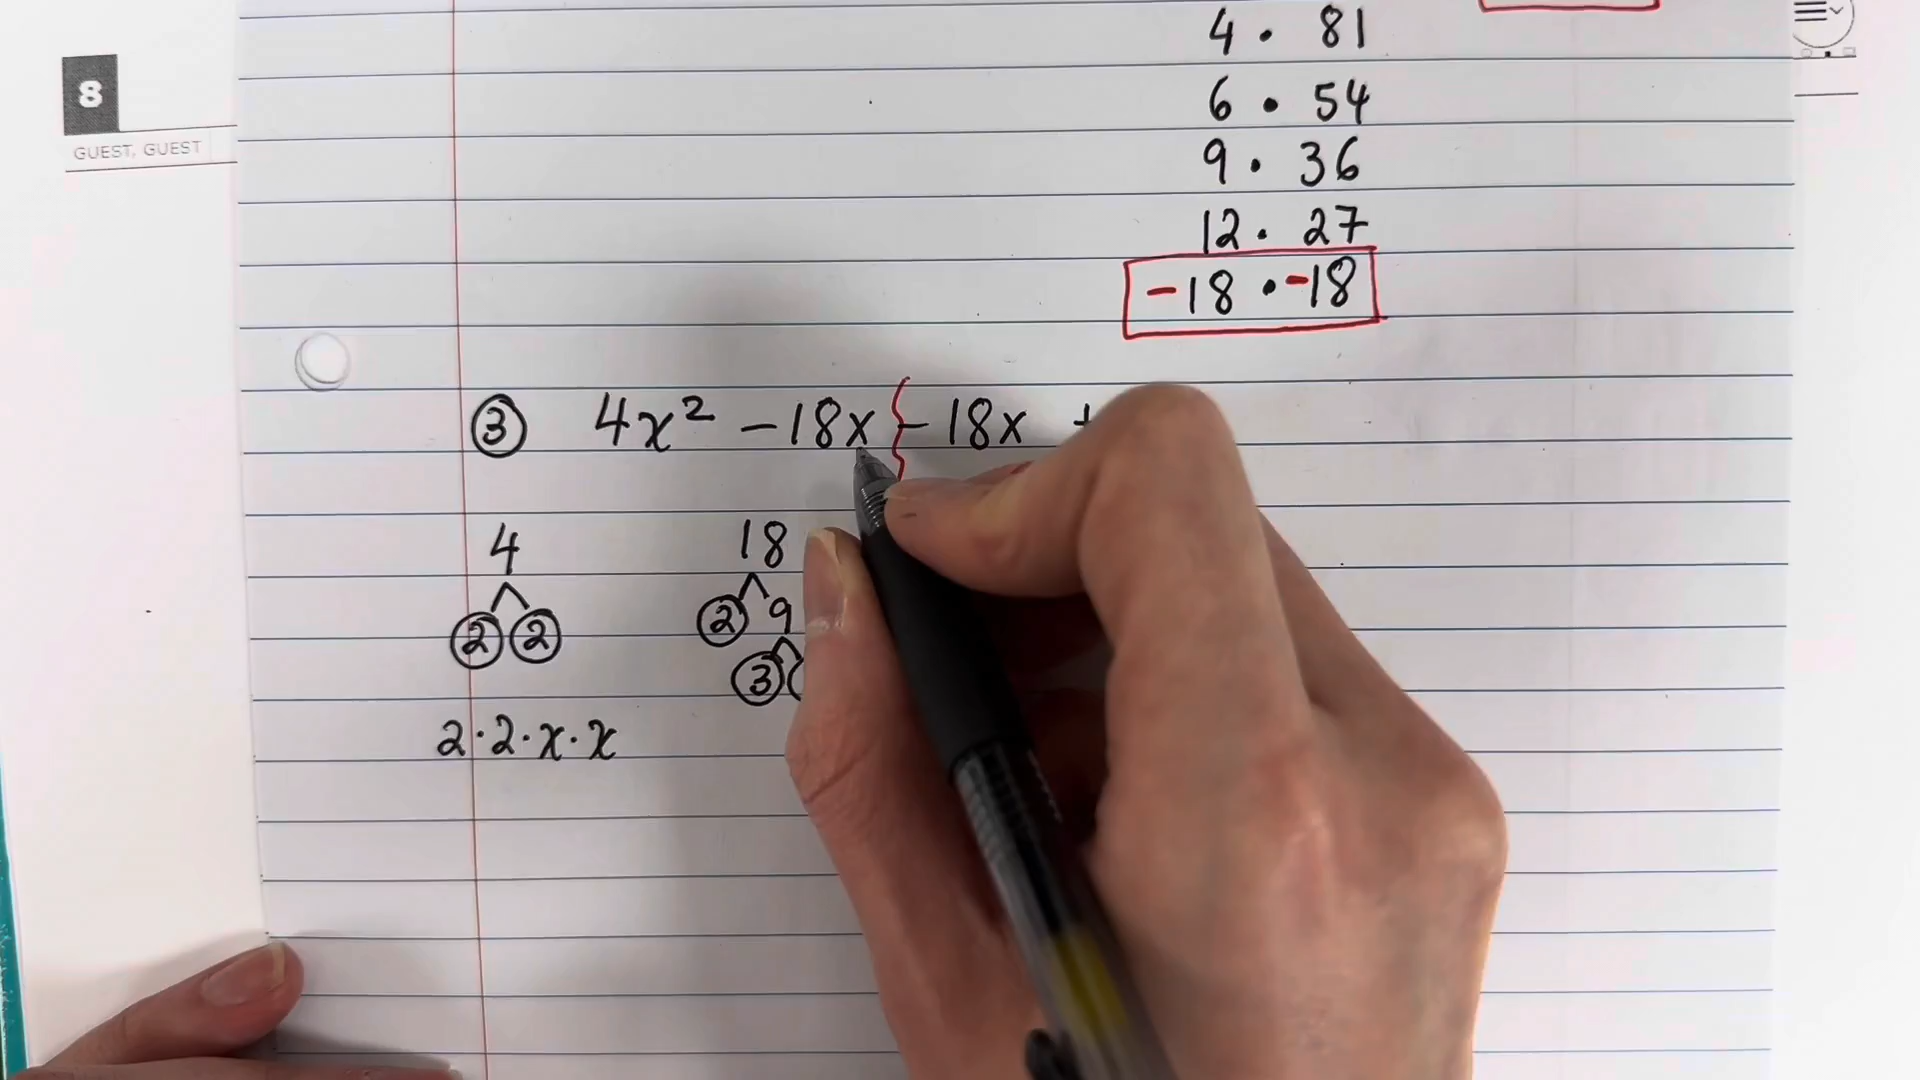 4 · 81
8
6 · 54
GUEST, GUEST
9 · 36
12 · 27
-18 · -18
③ 4x² - 18x - 18x +
4 18
2 2 2 9
3
2 · 2 · x · x